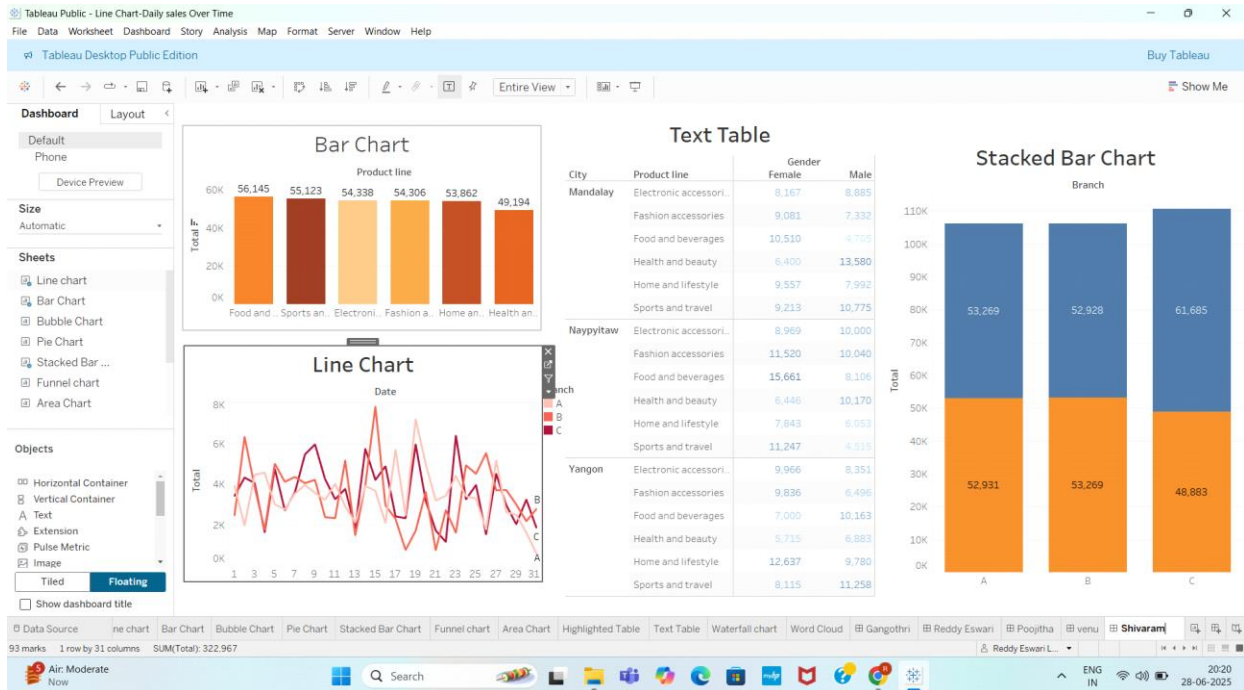 Tableau Public - Line Chart-Daily sales Over Time
File Data Worksheet Dashboard Story Analysis Map Format Server Window Help
Tableau Desktop Public Edition
Buy Tableau
Entire View
Show Me
Dashboard Layout
Default
Phone
Device Preview
Size
Automatic
Sheets
Line chart
Bar Chart
Bubble Chart
Pie Chart
Stacked Bar ...
Funnel chart
Area Chart
Objects
Horizontal Container
Vertical Container
Text
Extension
Pulse Metric
Image
Tiled Floating
Show dashboard title
Bar Chart
Product line
60K
40K
20K
0K
Total
56,145 55,123 54,338 54,306 53,862 49,194
Food and .. Sports an.. Electroni.. Fashion a.. Home an.. Health an..
Line Chart
Date
8K
6K
4K
2K
0K
Total
B
C
A
1 3 5 7 9 11 13 15 17 19 21 23 25 27 29 31
anch
A
B
C
Text Table
Gender
City Product line Female Male
Mandalay Electronic accessori.. 8,167 8,885
Fashion accessories 9,081 7,332
Food and beverages 10,510 4,705
Health and beauty 6,400 13,580
Home and lifestyle 9,557 7,992
Sports and travel 9,213 10,775
Naypyitaw Electronic accessori.. 8,969 10,000
Fashion accessories 11,520 10,040
Food and beverages 15,661 8,106
Health and beauty 6,446 10,170
Home and lifestyle 7,843 6,053
Sports and travel 11,247
Yangon Electronic accessori.. 9,966 8,351
Fashion accessories 9,836 6,496
Food and beverages 7,000 10,163
Health and beauty 5,715 6,883
Home and lifestyle 12,637 9,780
Sports and travel 8,115 11,258
Stacked Bar Chart
Branch
110K
100K
90K
80K
70K
60K
50K
40K
30K
20K
10K
0K
Total
53,269 52,928 61,685
52,931 53,269 48,883
A B C
Data Source ne chart Bar Chart Bubble Chart Pie Chart Stacked Bar Chart Funnel chart Area Chart Highlighted Table Text Table Waterfall chart Word Cloud Gangothri Reddy Eswari Poojitha venu Shivaram
93 marks 1 row by 31 columns SUM(Total): 322,967
Reddy Eswari L...
Air: Moderate
Now
Search
ENG
IN
20:20
28-06-2025